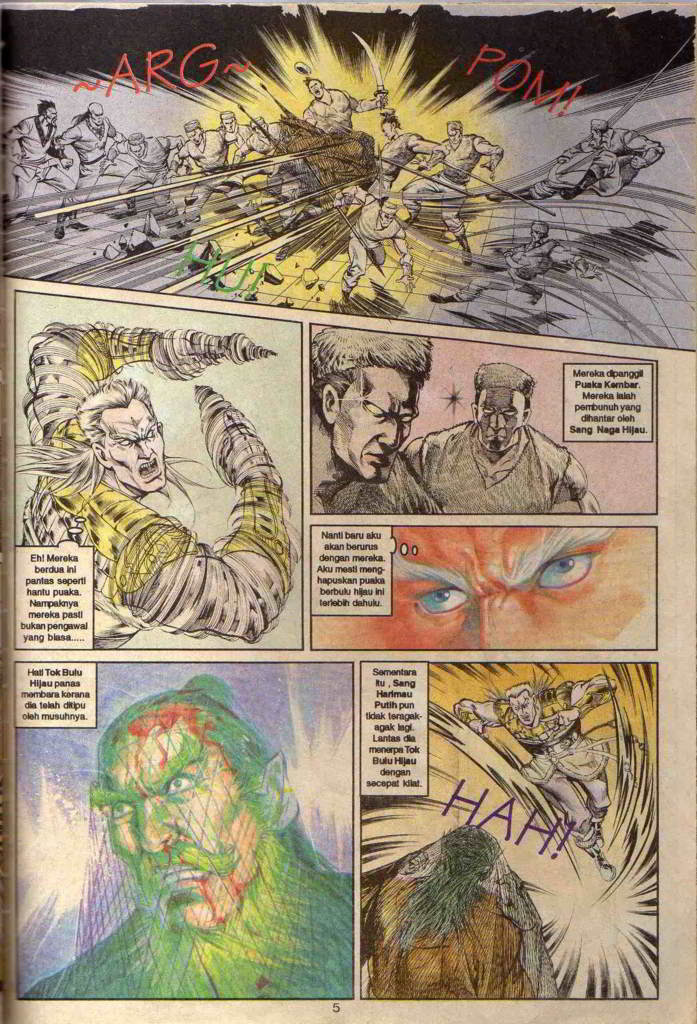 ~ARG~
POM!
HU!
Eh! Mereka
berdua ini
pantas seperti
hantu puaka.
Nampaknya
mereka pasti
bukan pengawal
yang biasa.....
Mereka dipanggil
Puaka Kembar.
Mereka ialah
pembunuh yang
dihantar oleh
Sang Naga Hijau.
Nanti baru aku
akan berurus
dengan mereka.
Aku mesti meng-
hapuskan puaka
berbulu hijau ini
terlebih dahulu.
Hati Tok Bulu
Hijau panas
membara kerana
dia telah ditipu
oleh musuhnya.
Sementara
itu , Sang
Harimau
Putih pun
tidak teragak-
agak lagi.
Lantas dia
menerpa Tok
Bulu Hijau
dengan
secepat kilat.
HAH!
5